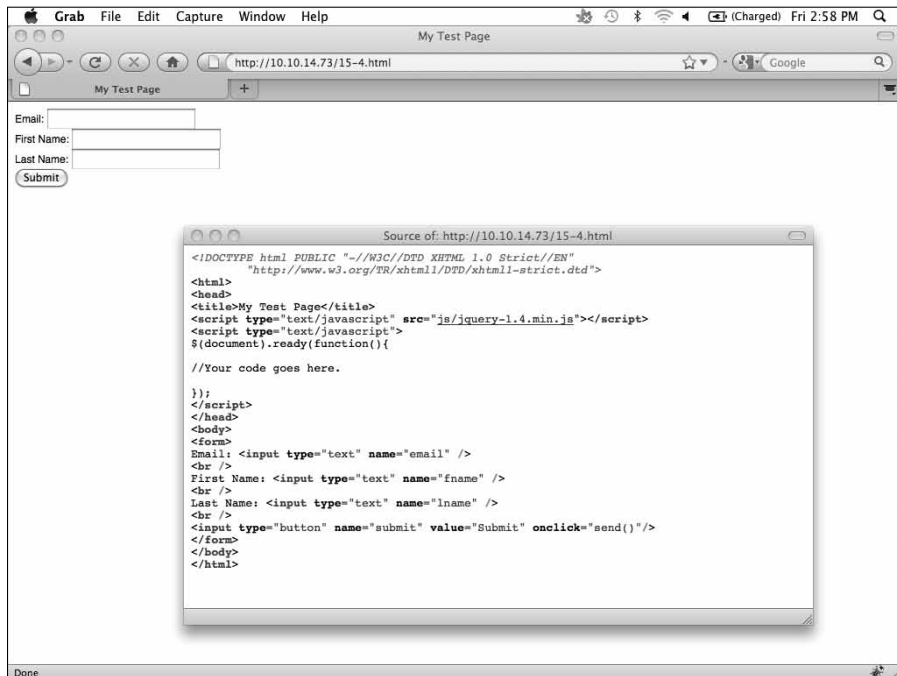 Grab File Edit Capture Window Help (Charged) Fri 2:58 PM
My Test Page
http://10.10.14.73/15-4.html Google
My Test Page +
Email:
First Name:
Last Name:
Submit
Source of: http://10.10.14.73/15-4.html
<!DOCTYPE html PUBLIC "-//W3C//DTD XHTML 1.0 Strict//EN"
"http://www.w3.org/TR/xhtml1/DTD/xhtml1-strict.dtd">
<html>
<head>
<title>My Test Page</title>
<script type="text/javascript" src="js/jquery-1.4.min.js"></script>
<script type="text/javascript">
$(document).ready(function(){
//Your code goes here.
});
</script>
</head>
<body>
<form>
Email: <input type="text" name="email" />
<br />
First Name: <input type="text" name="fname" />
<br />
Last Name: <input type="text" name="lname" />
<br />
<input type="button" name="submit" value="Submit" onclick="send()"/>
</form>
</body>
</html>
Done